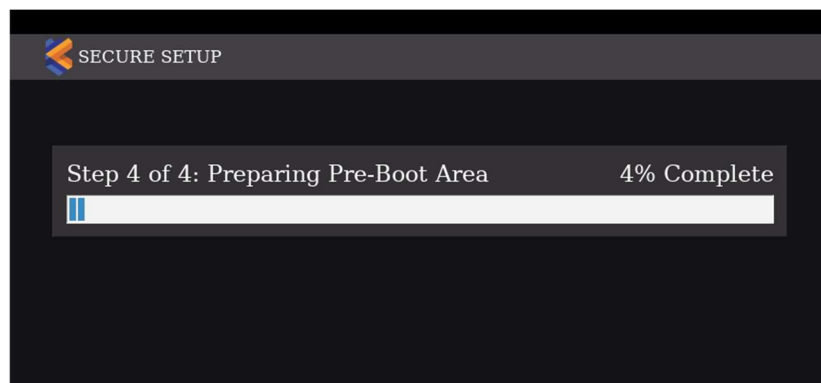 SECURE SETUP
Step 4 of 4: Preparing Pre-Boot Area 4% Complete